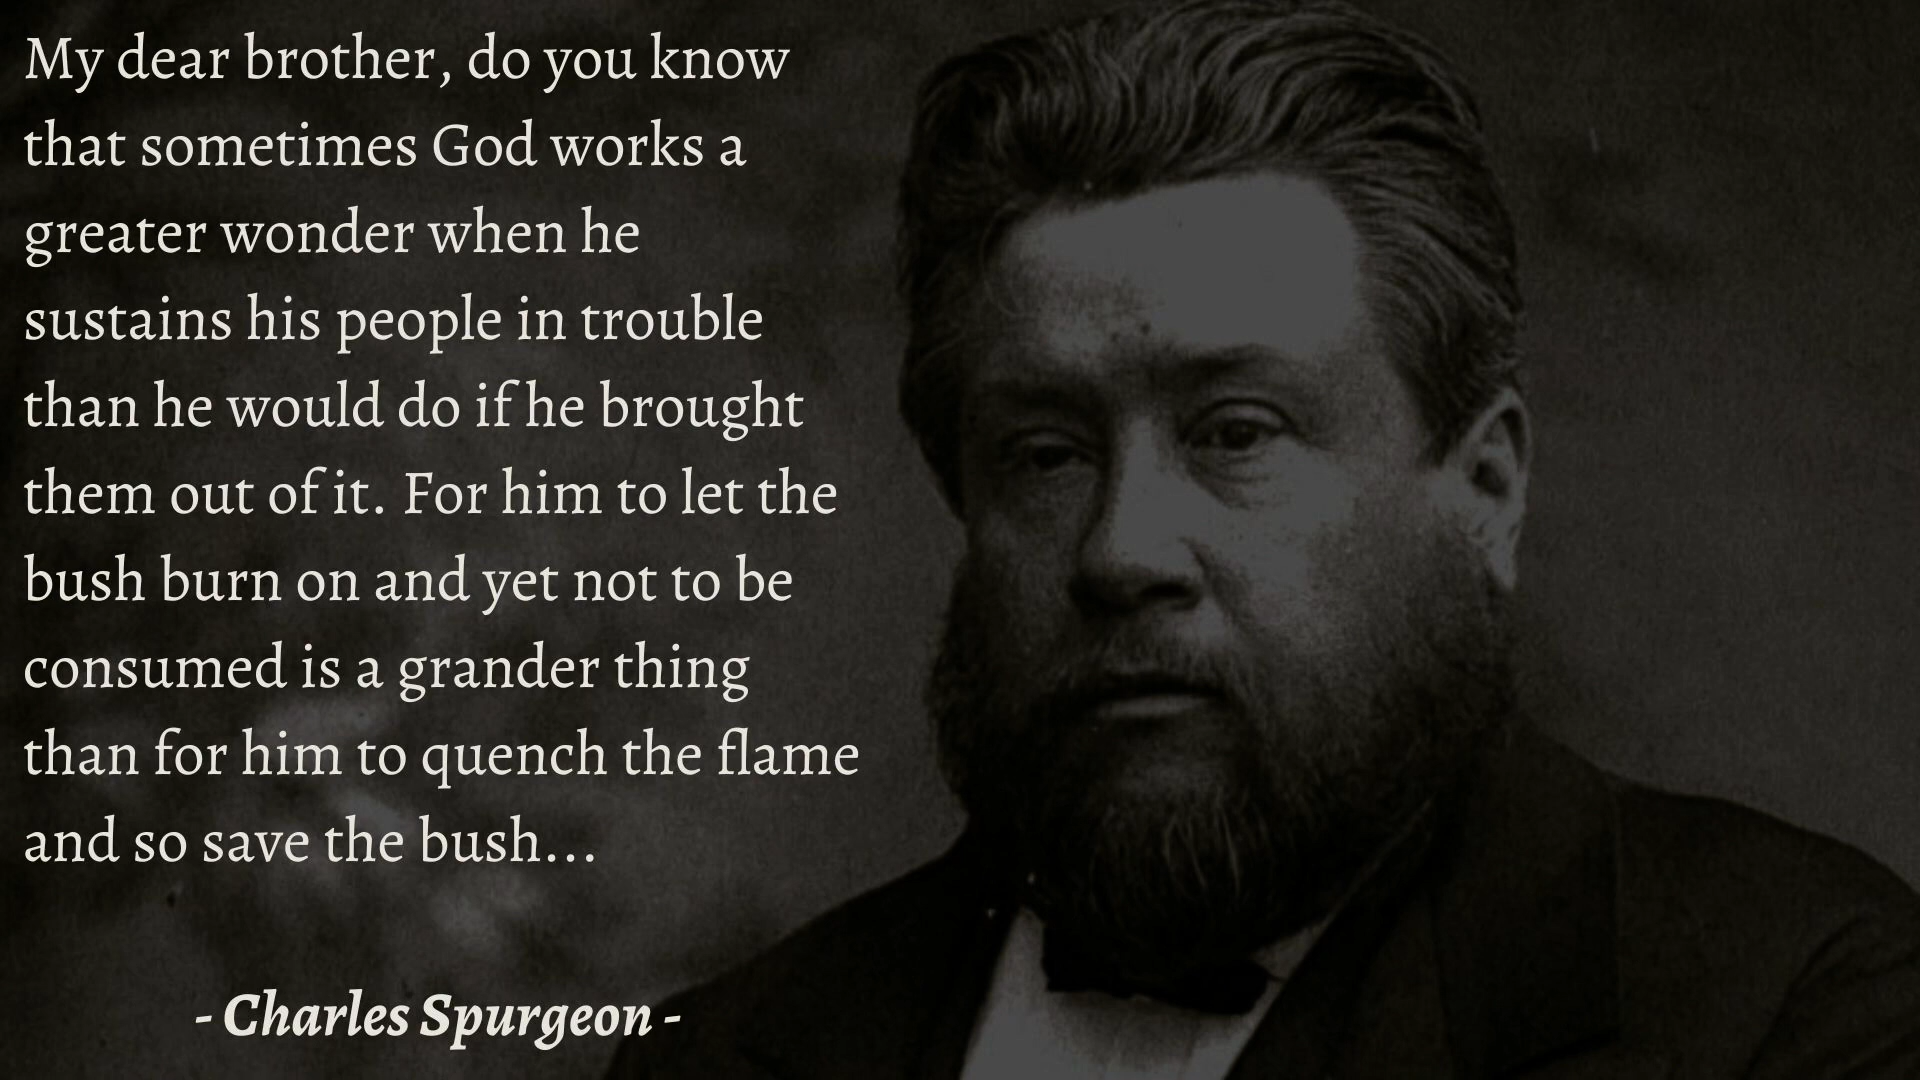 My dear brother, do you know
that sometimes God works a
greater wonder when he
sustains his people in trouble
than he would do if he brought
them out of it. For him to let the
bush burn on and yet not to be
consumed is a grander thing
than for him to quench the flame
and so save the bush...
- Charles Spurgeon -